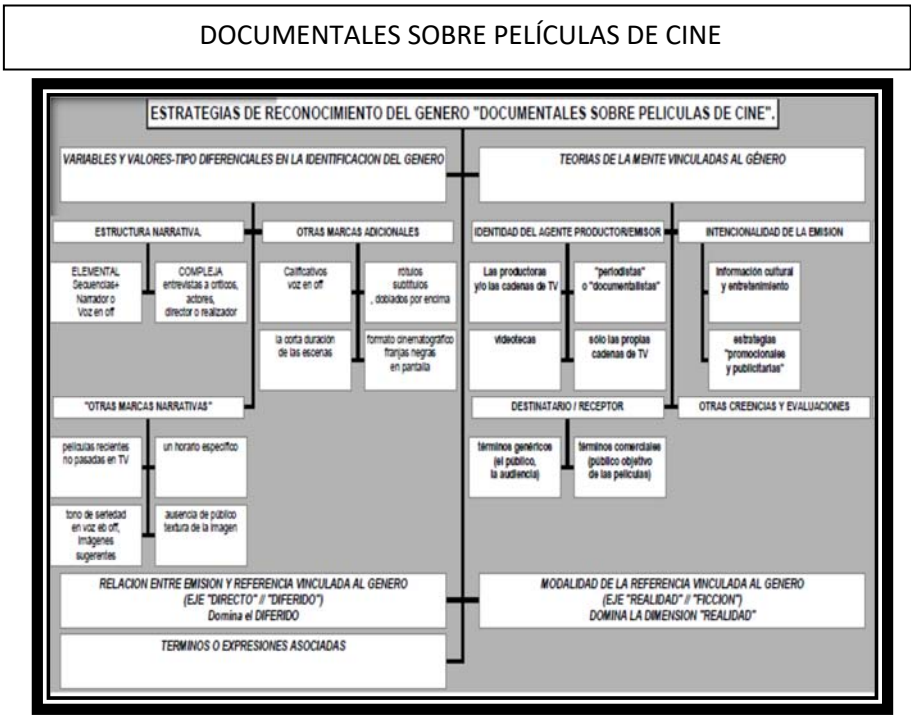 DOCUMENTALES SOBRE PELÍCULAS DE CINE
ESTRATEGIAS DE RECONOCIMIENTO DEL GENERO "DOCUMENTALES SOBRE PELICULAS DE CINE".
VARIABLES Y VALORES-TIPO DIFERENCIALES EN LA IDENTIFICACION DEL GENERO
TEORIAS DE LA MENTE VINCULADAS AL GÉNERO
ESTRUCTURA NARRATIVA.
OTRAS MARCAS ADICIONALES
IDENTIDAD DEL AGENTE PRODUCTOR/EMISOR
INTENCIONALIDAD DE LA EMISION
ELEMENTAL
Sequencias+
Narrador o
Voz en off
COMPLEJA
entrevistas a críticos,
actores,
director o realizador
Calificativos
voz en off
rótulos
subtítulos
, doblados por encima
Las productoras
y/o las cadenas de TV
"periodistas"
o "documentalistas"
Información cultural
y entretenimiento
la corta duración
de las escenas
formato cinematográfico
franjas negras
en pantalla
videotecas
sólo las propias
cadenas de TV
estrategias
"promocionales
y publicitarias"
"OTRAS MARCAS NARRATIVAS"
DESTINATARIO / RECEPTOR
OTRAS CREENCIAS Y EVALUACIONES
películas recientes
no pasadas en TV
un horario específico
términos genéricos
(el público,
la audiencia)
términos comerciales
(público objetivo
de las películas)
tono de seriedad
en voz eb off,
imágenes
sugerentes
ausencia de público
textura de la imagen
RELACION ENTRE EMISION Y REFERENCIA VINCULADA AL GENERO
(EJE "DIRECTO" // "DIFERIDO")
Domina el DIFERIDO
MODALIDAD DE LA REFERENCIA VINCULADA AL GENERO
(EJE "REALIDAD" // "FICCION")
DOMINA LA DIMENSION "REALIDAD"
TERMINOS O EXPRESIONES ASOCIADAS